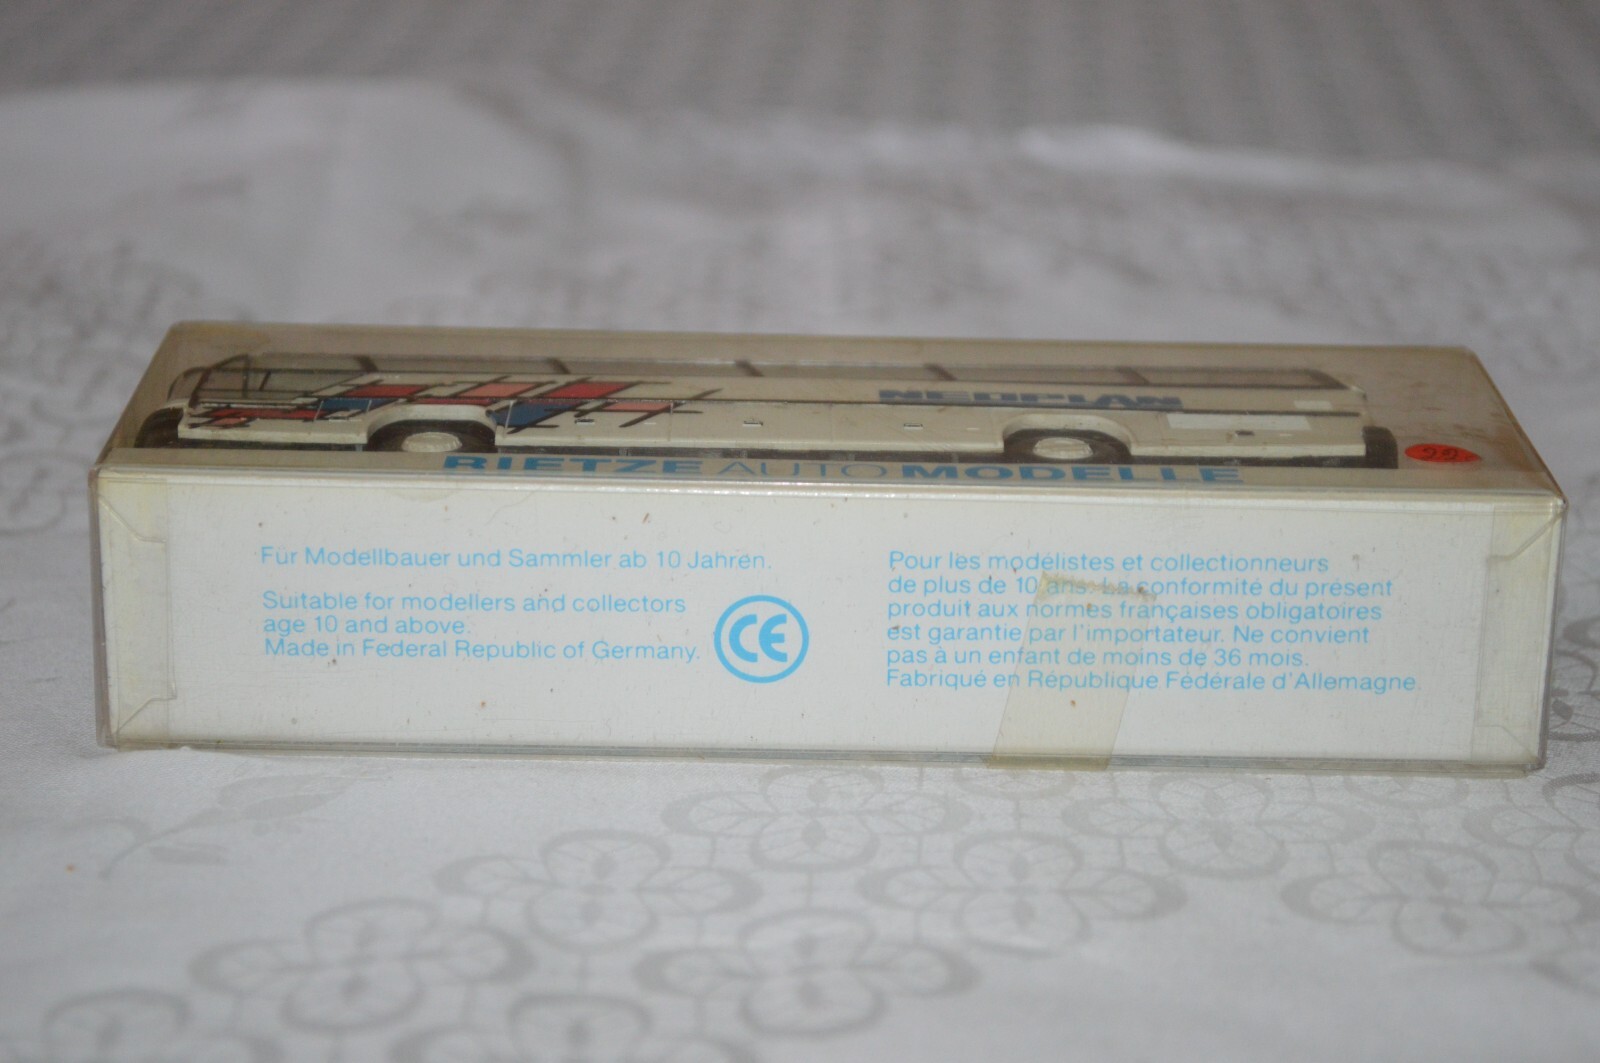 NEOPLAN
22.
RIETZE AUTO MODELLE
Für Modellbauer und Sammler ab 10 Jahren.
Suitable for modellers and collectors
age 10 and above.
Made in Federal Republic of Germany.
CE
Pour les modélistes et collectionneurs
de plus de 10 ans. La conformité du présent
produit aux normes françaises obligatoires
est garantie par l'importateur. Ne convient
pas à un enfant de moins de 36 mois.
Fabriqué en République Fédérale d'Allemagne.